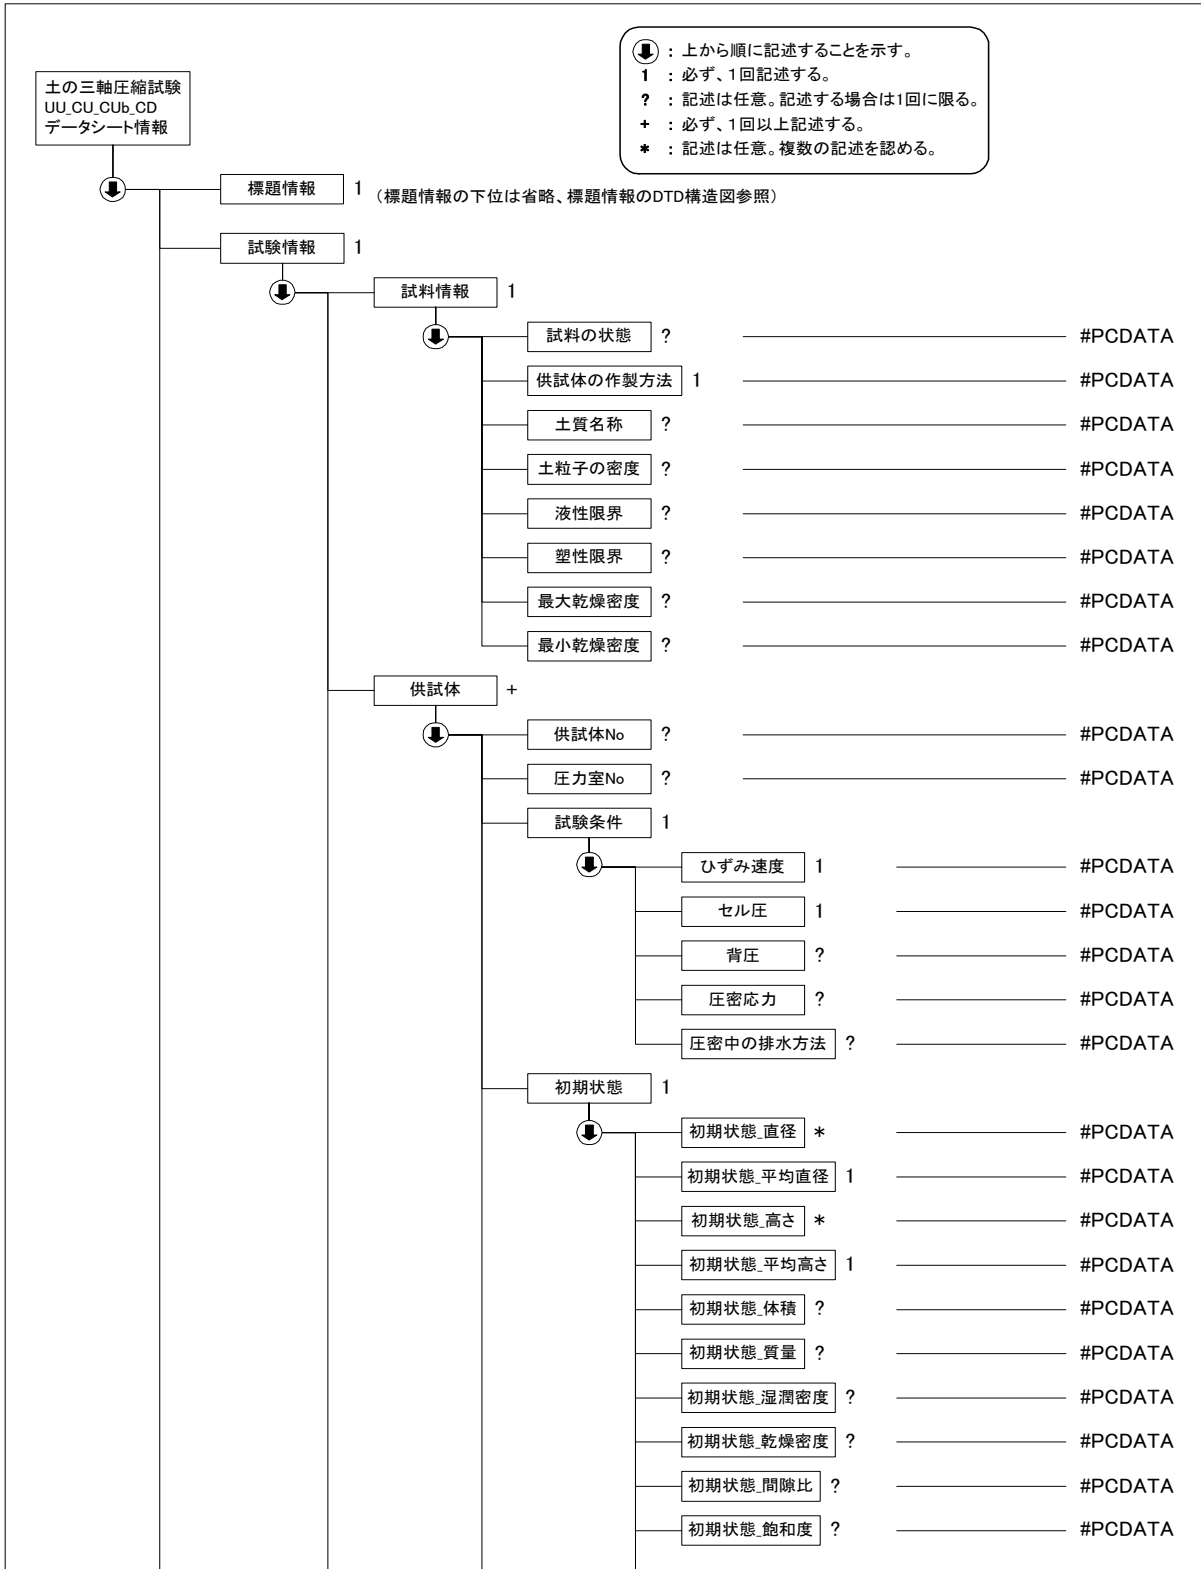 ⬇ : 上から順に記述することを示す。
1 : 必ず、1回記述する。
? : 記述は任意。記述する場合は1回に限る。
+ : 必ず、1回以上記述する。
* : 記述は任意。複数の記述を認める。
土の三軸圧縮試験
UU_CU_CUb_CD
データシート情報
標題情報 1 (標題情報の下位は省略、標題情報のDTD構造図参照)
試験情報 1
試料情報 1
試料の状態 ? #PCDATA
供試体の作製方法 1 #PCDATA
土質名称 ? #PCDATA
土粒子の密度 ? #PCDATA
液性限界 ? #PCDATA
塑性限界 ? #PCDATA
最大乾燥密度 ? #PCDATA
最小乾燥密度 ? #PCDATA
供試体 +
供試体No ? #PCDATA
圧力室No ? #PCDATA
試験条件 1
ひずみ速度 1 #PCDATA
セル圧 1 #PCDATA
背圧 ? #PCDATA
圧密応力 ? #PCDATA
圧密中の排水方法 ? #PCDATA
初期状態 1
初期状態_直径 * #PCDATA
初期状態_平均直径 1 #PCDATA
初期状態_高さ * #PCDATA
初期状態_平均高さ 1 #PCDATA
初期状態_体積 ? #PCDATA
初期状態_質量 ? #PCDATA
初期状態_湿潤密度 ? #PCDATA
初期状態_乾燥密度 ? #PCDATA
初期状態_間隙比 ? #PCDATA
初期状態_飽和度 ? #PCDATA